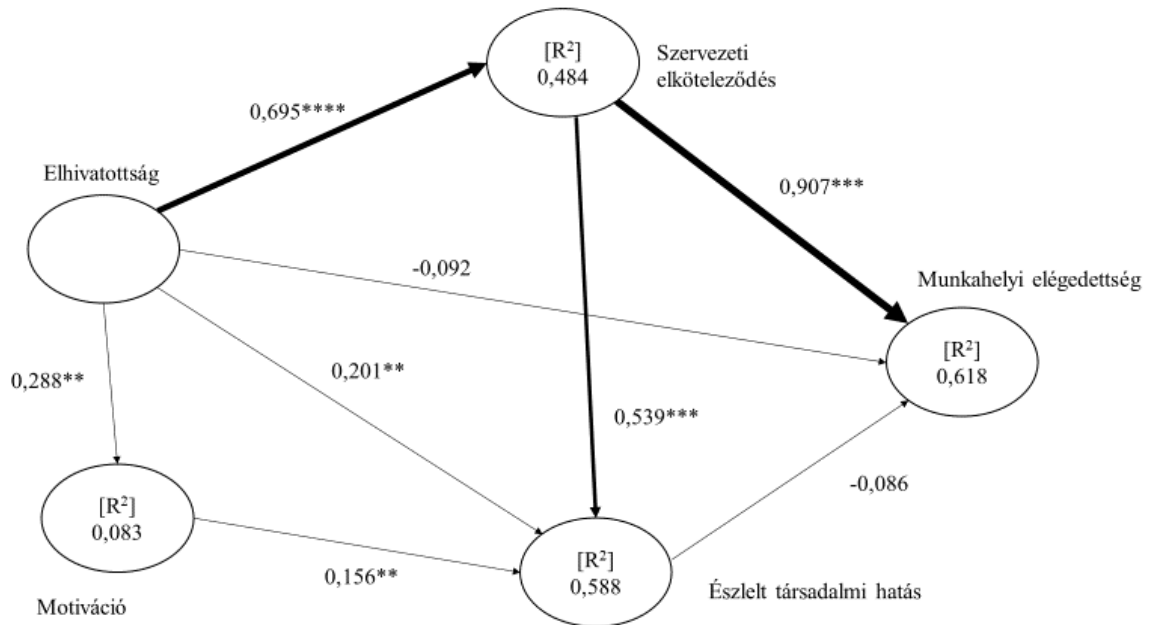 [R²]
0,484
Szervezeti
elköteleződés
0,695****
Elhivatottság
0,907***
-0,092
Munkahelyi elégedettség
[R²]
0,618
0,288**
0,201**
0,539***
-0,086
[R²]
0,083
0,156**
[R²]
0,588
Észlelt társadalmi hatás
Motiváció